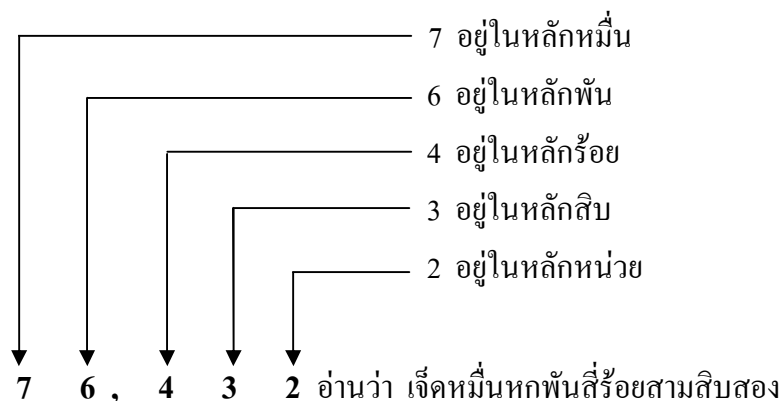 7 อยู่ในหลักหมื่น
6 อยู่ในหลักพัน
4 อยู่ในหลักร้อย
3 อยู่ในหลักสิบ
2 อยู่ในหลักหน่วย
7 6 , 4 3 2 อ่านว่า เจ็ดหมื่นหกพันสี่ร้อยสามสิบสอง